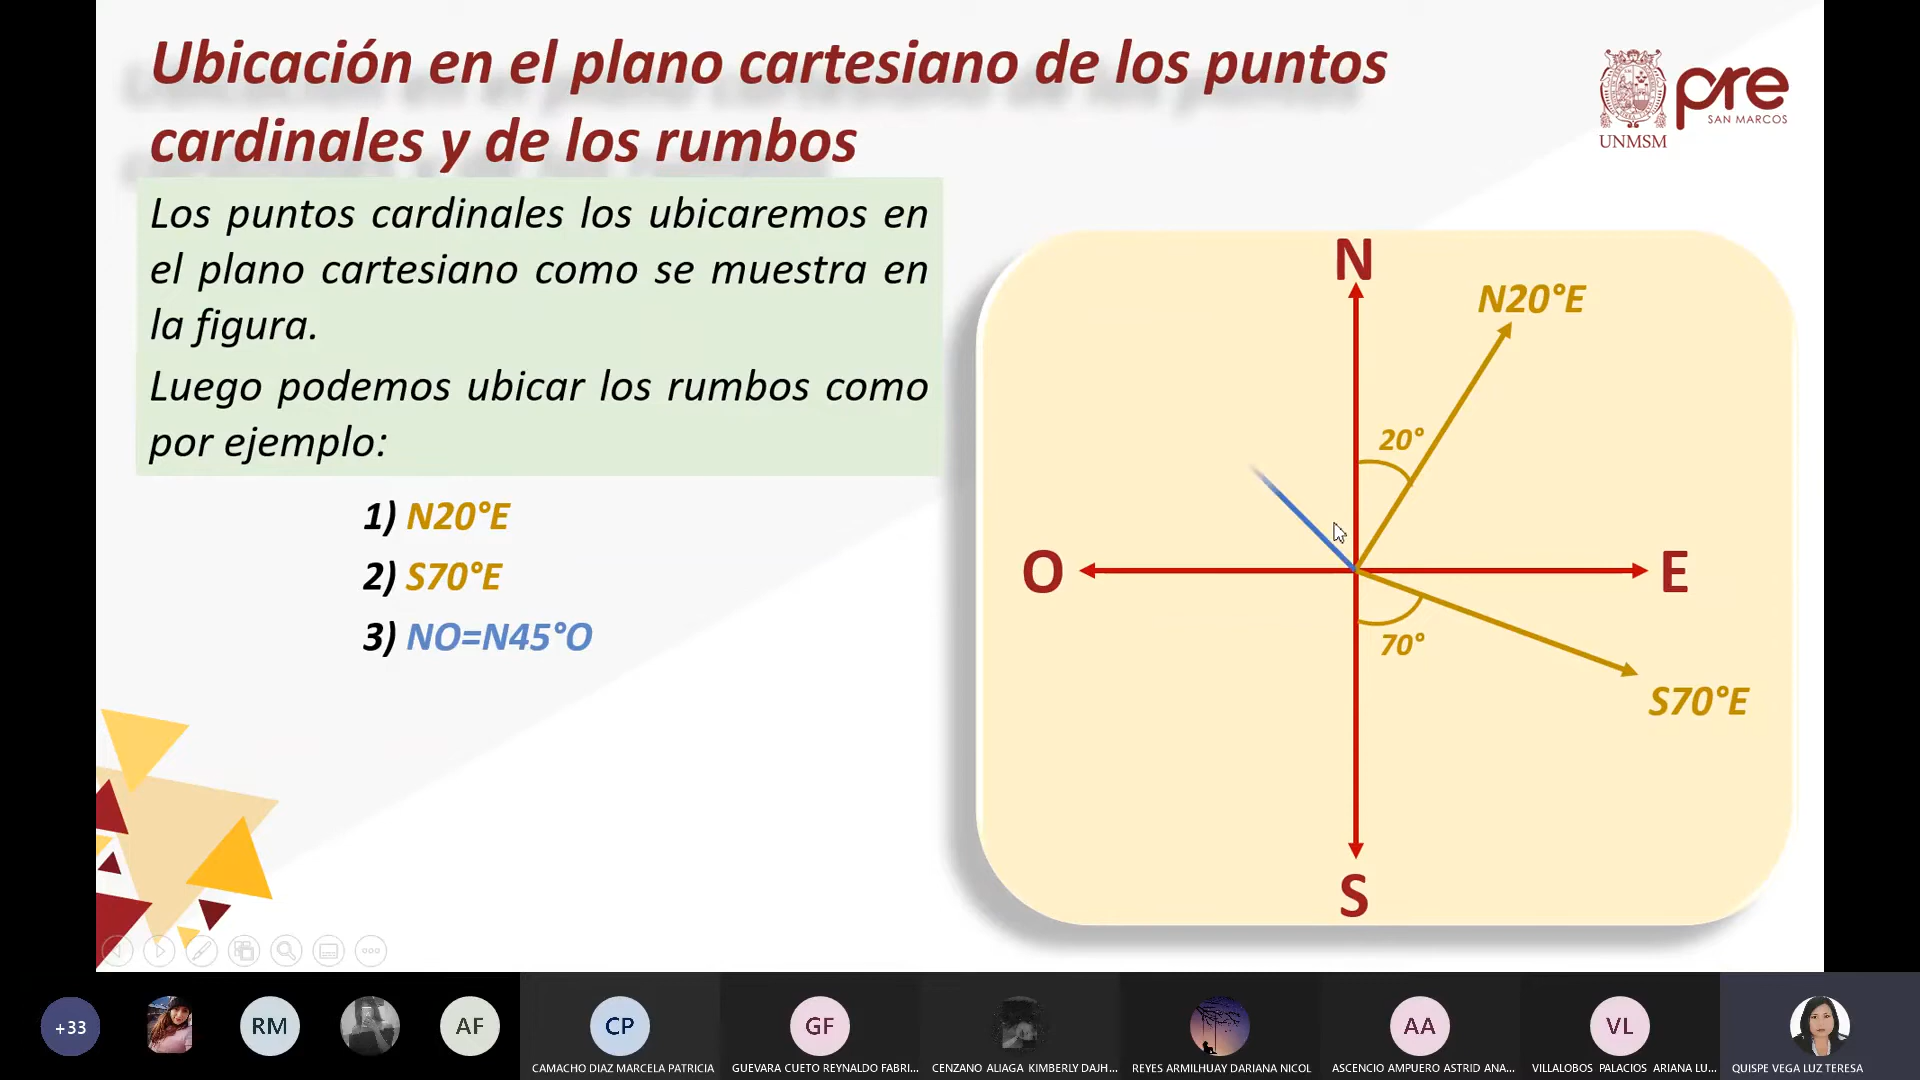 Ubicación en el plano cartesiano de los puntos
cardinales y de los rumbos
pre
SAN MARCOS
UNMSM
Los puntos cardinales los ubicaremos en
el plano cartesiano como se muestra en
la figura.
Luego podemos ubicar los rumbos como
por ejemplo:
1) N20°E
2) S70°E
3) NO=N45°O
N
N20°E
20°
O
E
70°
S70°E
S
+33
RM
AF
CP
GF
AA
VL
CAMACHO DIAZ MARCELA PATRICIA
GUEVARA CUETO REYNALDO FABRI...
CENZANO ALIAGA KIMBERLY DAJH...
REYES ARMILHUAY DARIANA NICOL
ASCENCIO AMPUERO ASTRID ANA...
VILLALOBOS PALACIOS ARIANA LU...
QUISPE VEGA LUZ TERESA